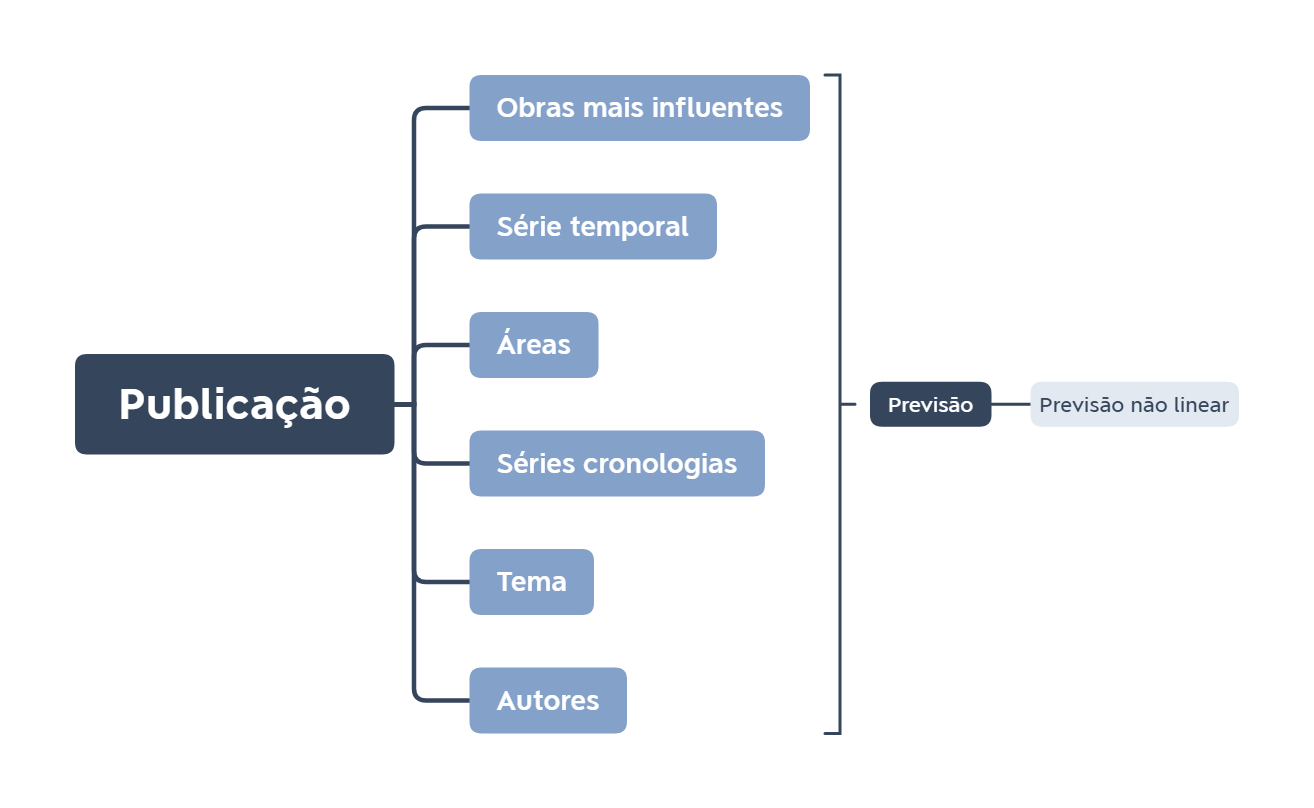 Publicação
Obras mais influentes
Série temporal
Áreas
Séries cronologias
Tema
Autores
Previsão
Previsão não linear